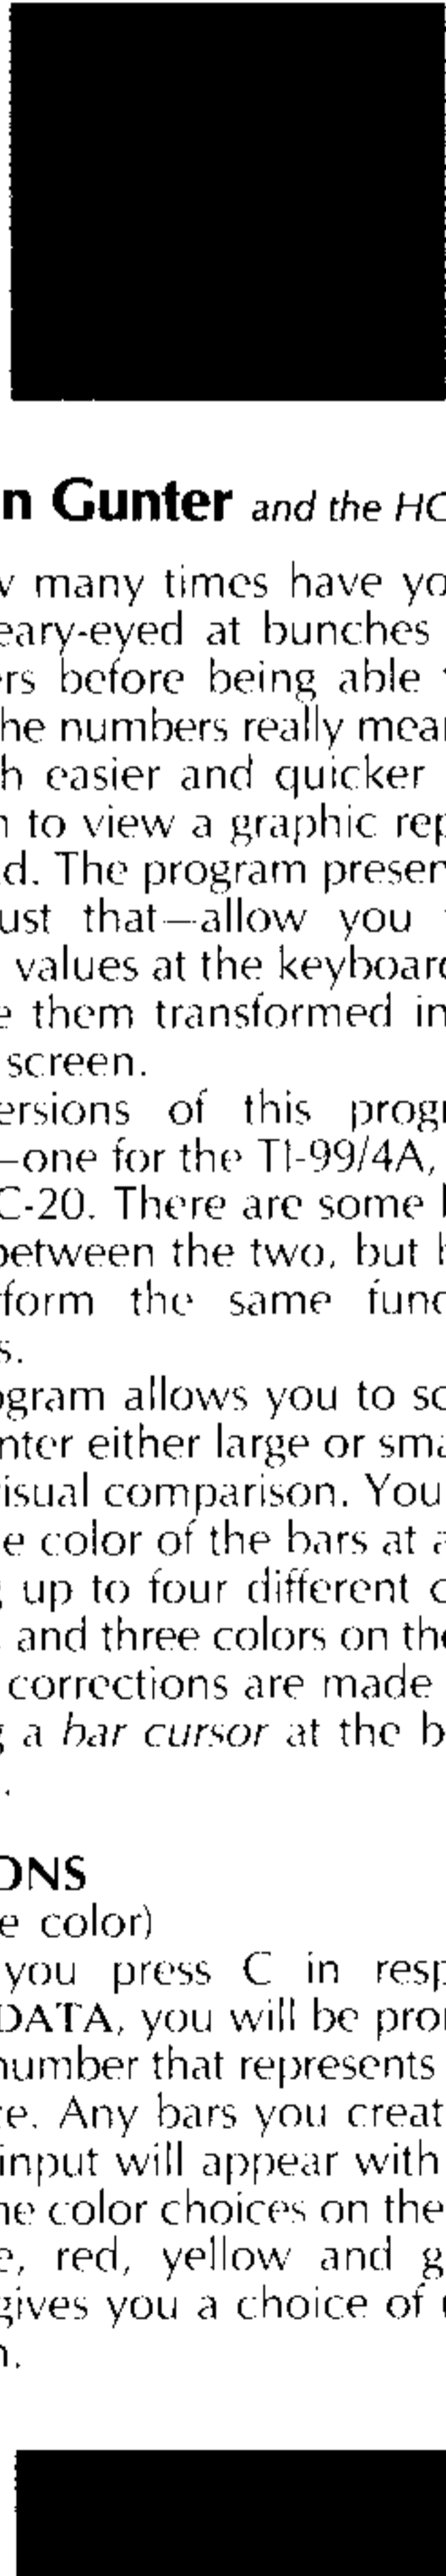 n Gunter and the HC
v many times have yo
eary-eyed at bunches
ers before being able
he numbers really mear
h easier and quicker
n to view a graphic rep
d. The program preser
ust that—allow you
values at the keyboard
e them transformed in
screen.
ersions of this progr
—one for the TI-99/4A,
C-20. There are some
between the two, but
form the same func
s.
ogram allows you to sc
nter either large or sma
isual comparison. You
e color of the bars at a
g up to four different c
and three colors on the
corrections are made
g a bar cursor at the b
.
ONS
e color)
you press C in resp
DATA, you will be pro
number that represents
re. Any bars you creat
input will appear with
he color choices on the
e, red, yellow and g
gives you a choice of
n.